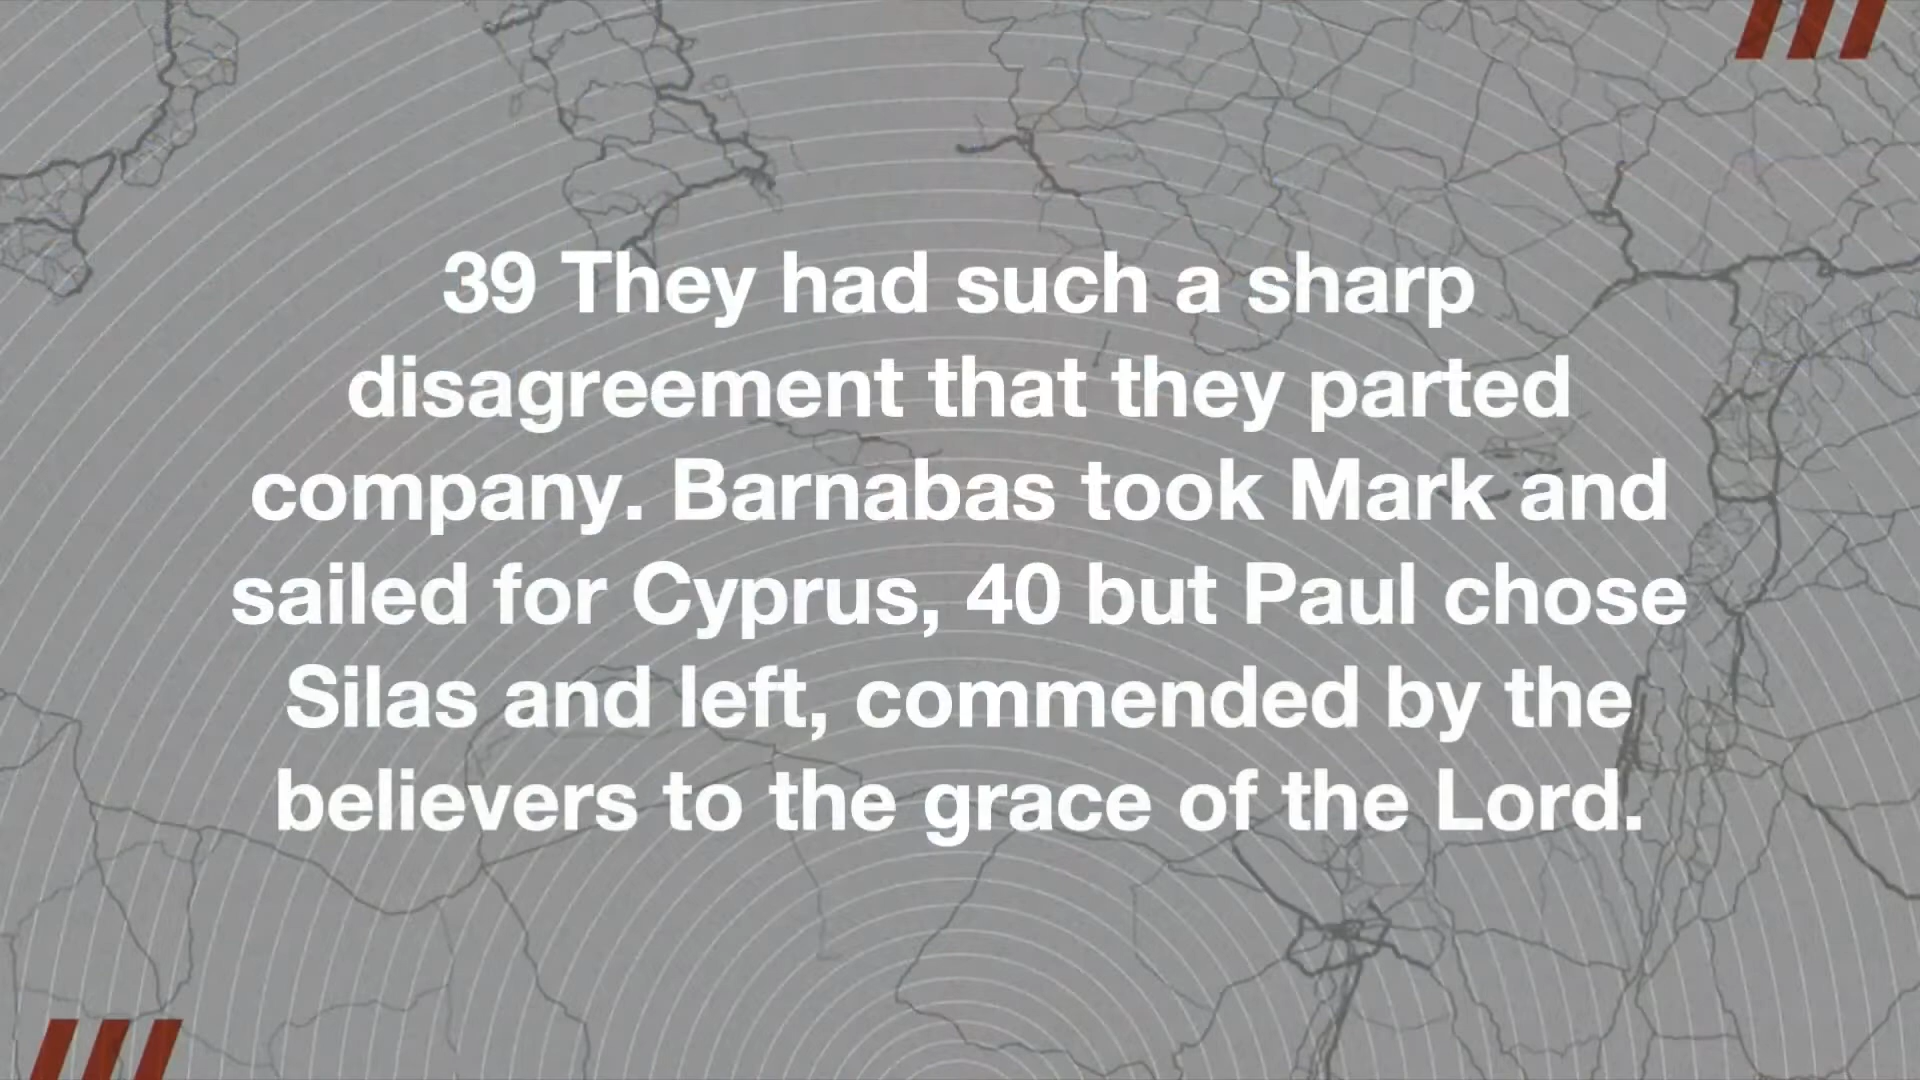 39 They had such a sharp
disagreement that they parted
company. Barnabas took Mark and
sailed for Cyprus, 40 but Paul chose
Silas and left, commended by the
believers to the grace of the Lord.